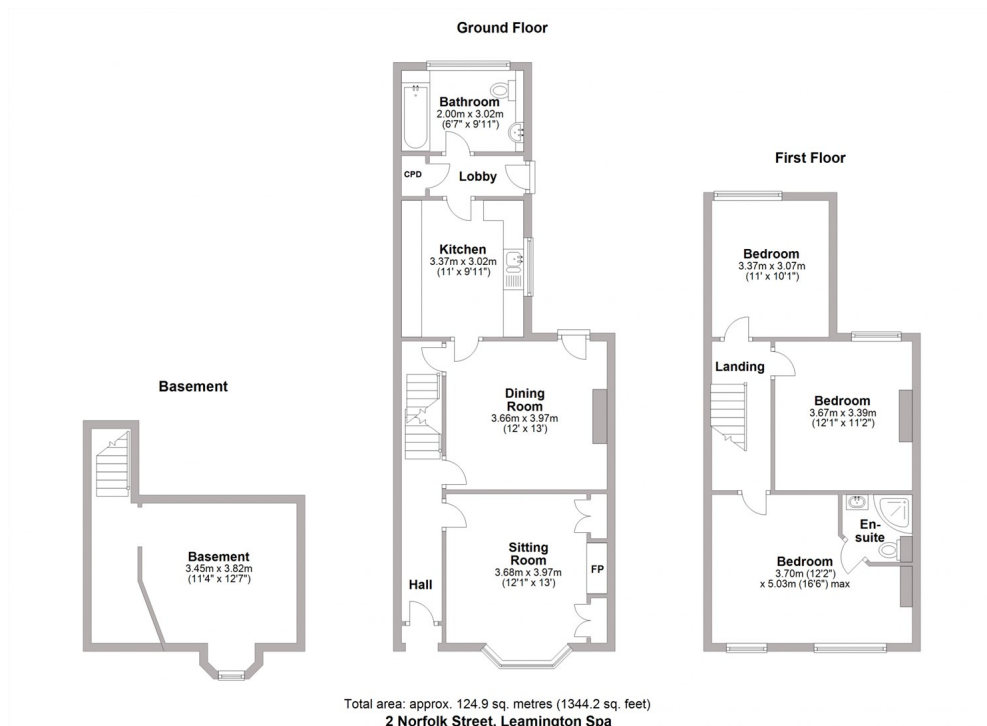 Ground Floor
Bathroom
2.00m x 3.02m
(6'7" x 9'11")
CPD
Lobby
Kitchen
3.37m x 3.02m
(11' x 9'11")
Dining
Room
3.66m x 3.97m
(12' x 13')
Sitting
Room
3.68m x 3.97m
(12'1" x 13')
FP
Hall
First Floor
Bedroom
3.37m x 3.07m
(11' x 10'1")
Landing
Bedroom
3.67m x 3.39m
(12'1" x 11'2")
En-
suite
Bedroom
3.70m (12'2")
x 5.03m (16'6") max
Basement
Basement
3.45m x 3.82m
(11'4" x 12'7")
Total area: approx. 124.9 sq. metres (1344.2 sq. feet)
2 Norfolk Street, Leamington Spa